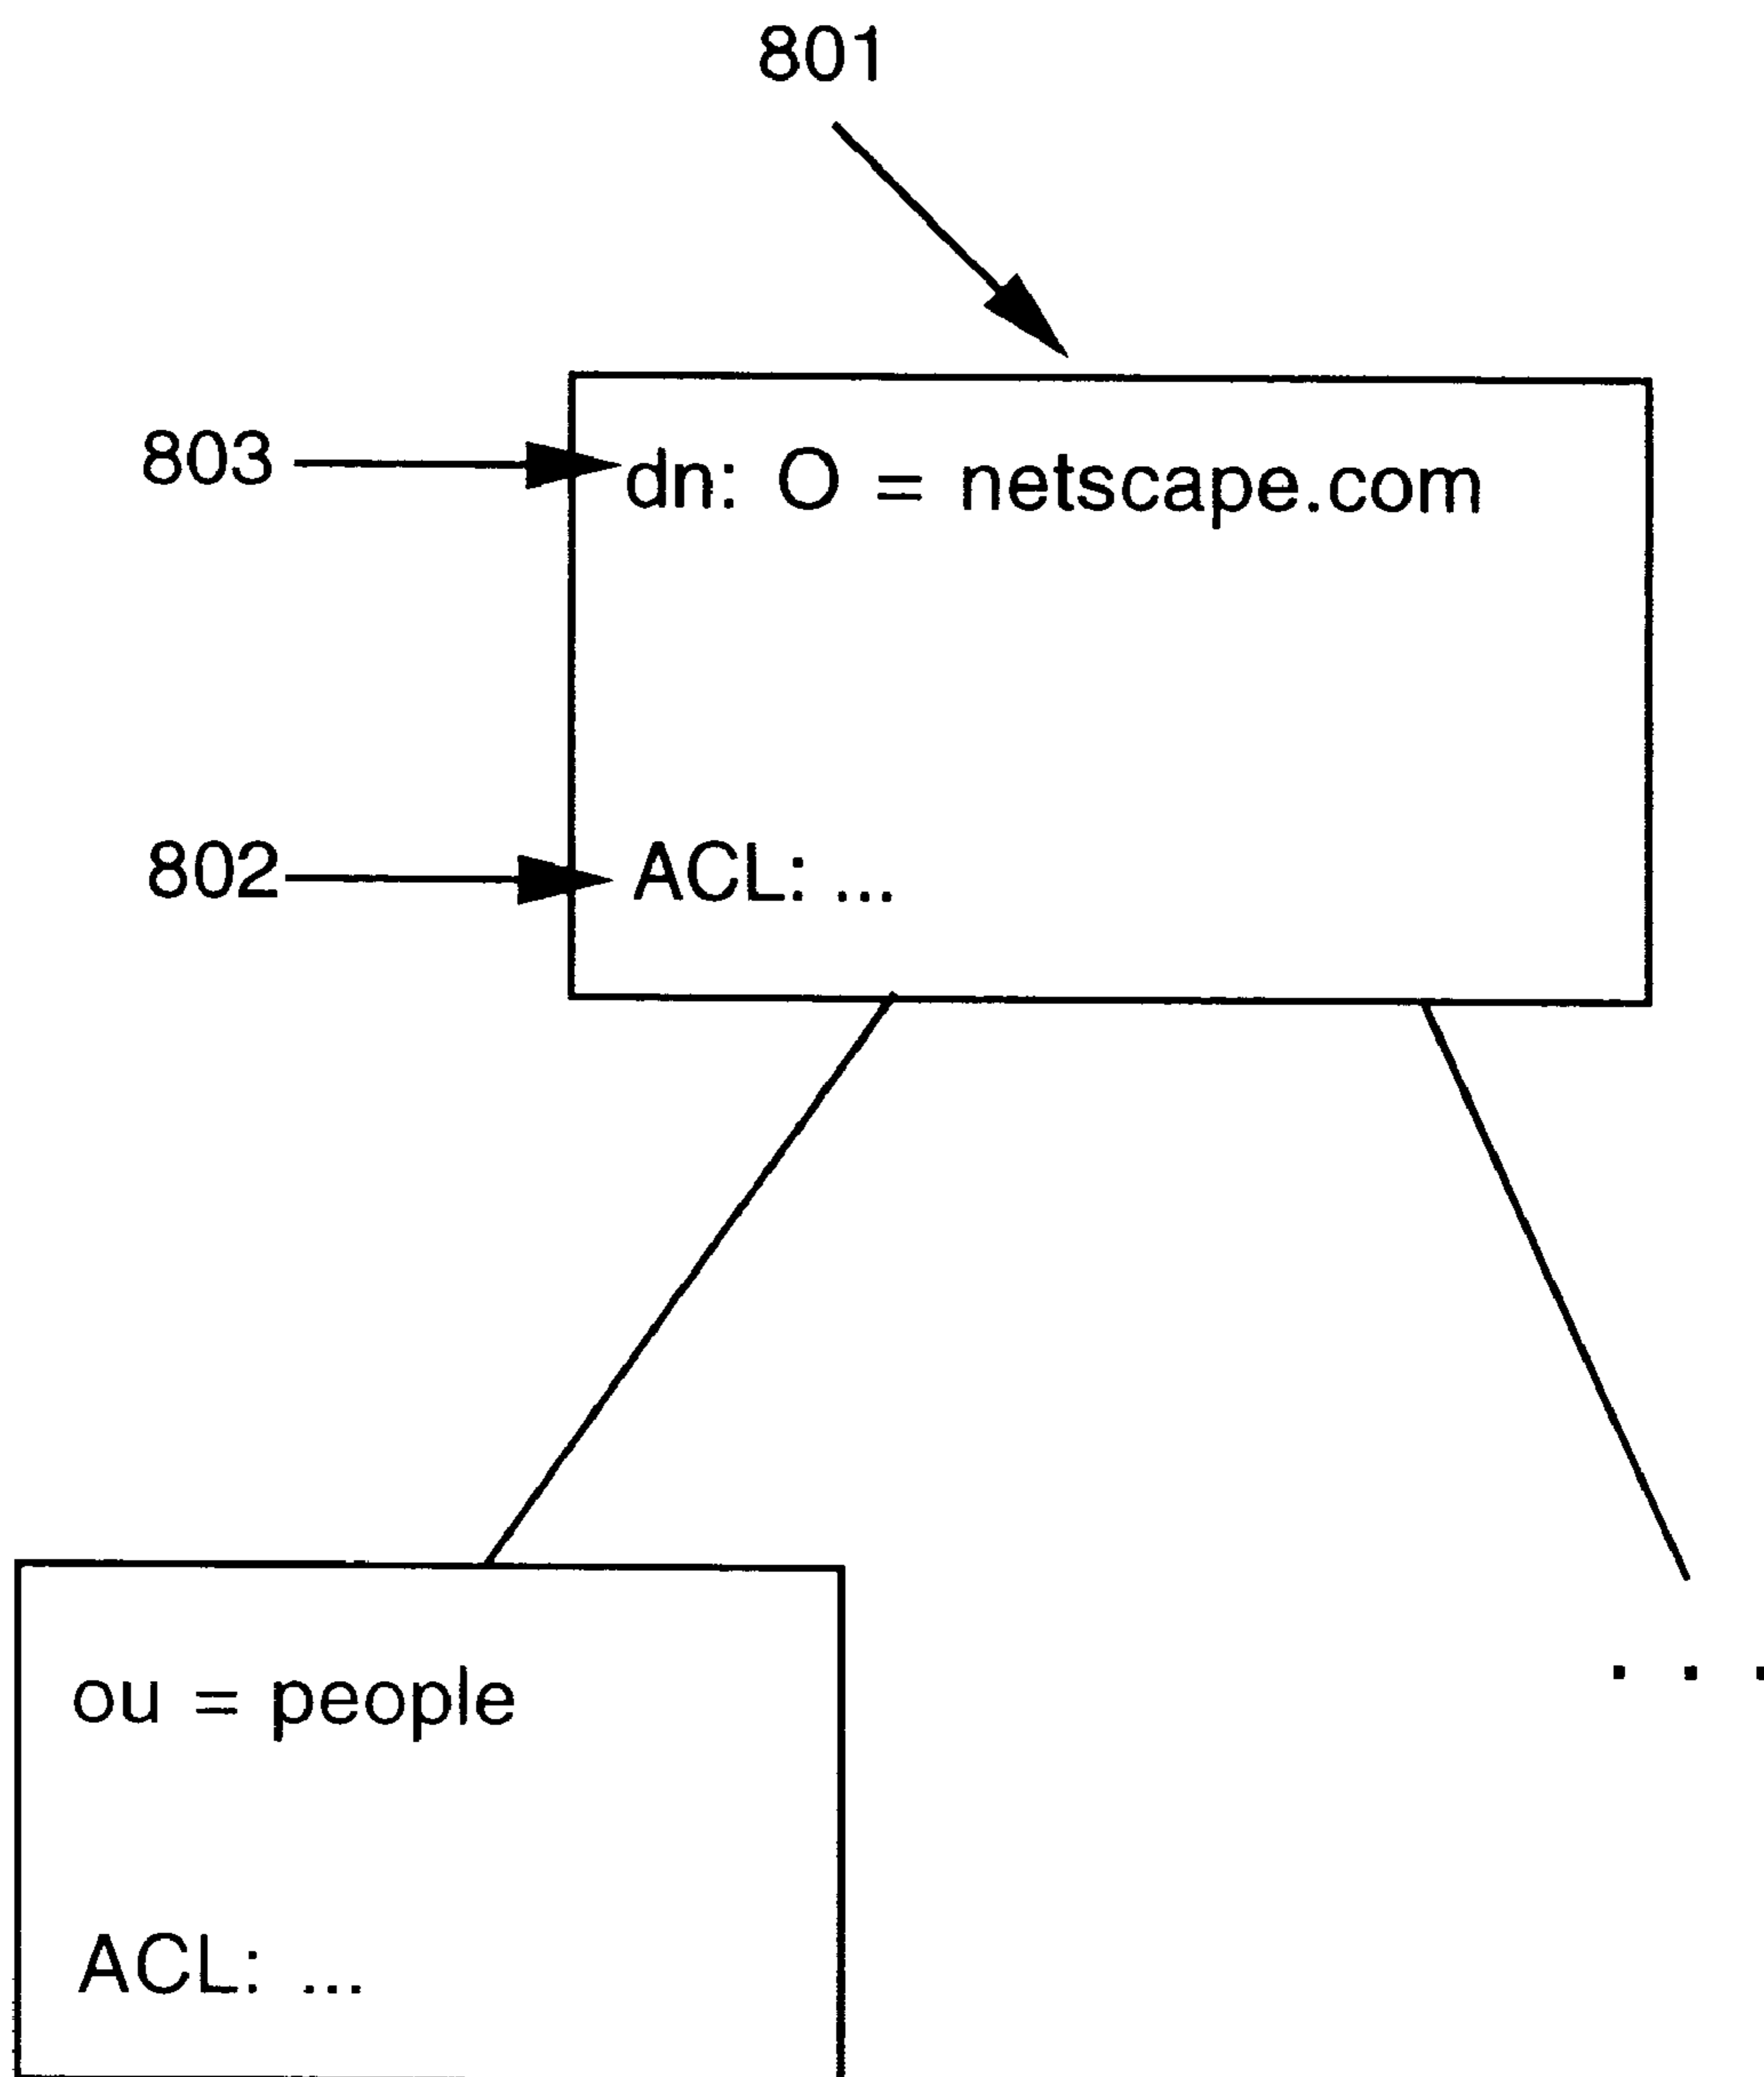 801
803
dn: O = netscape.com
802
ACL: ...
ou = people
. . .
ACL: ...